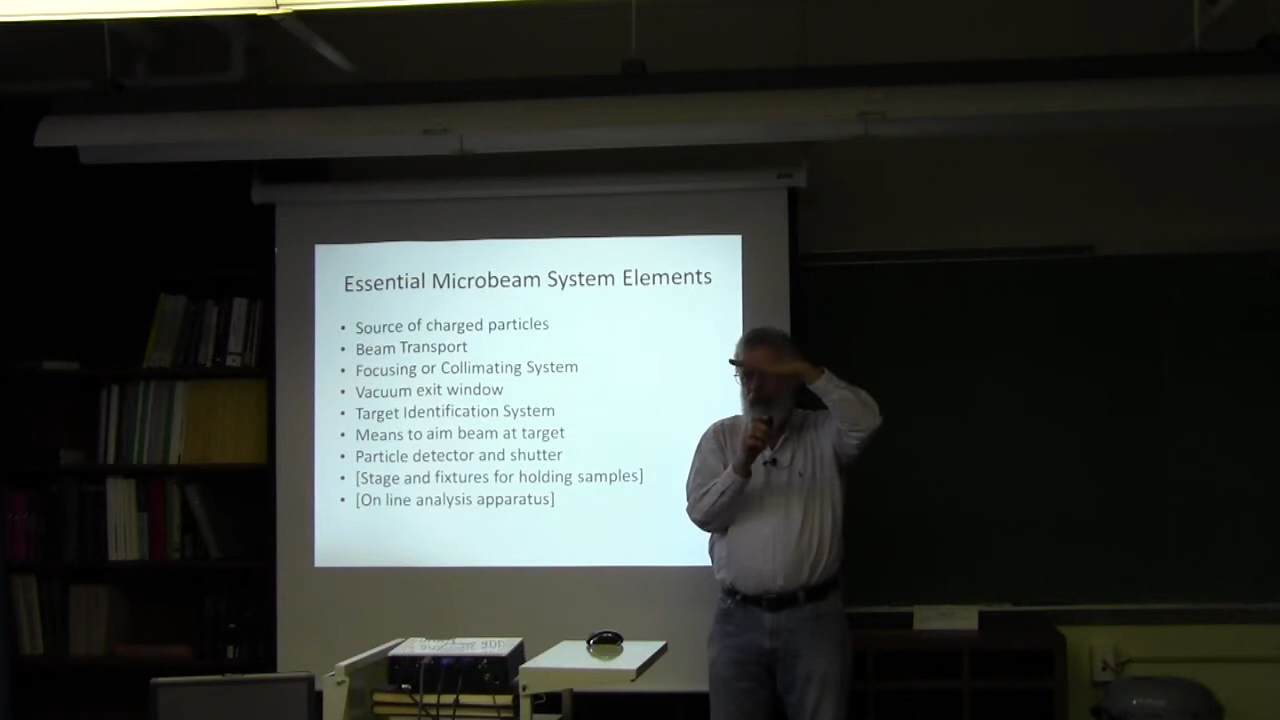 Essential Microbeam System Elements
• Source of charged particles
• Beam Transport
• Focusing or Collimating System
• Vacuum exit window
• Target Identification System
• Means to aim beam at target
• Particle detector and shutter
• [Stage and fixtures for holding samples]
• [On line analysis apparatus]